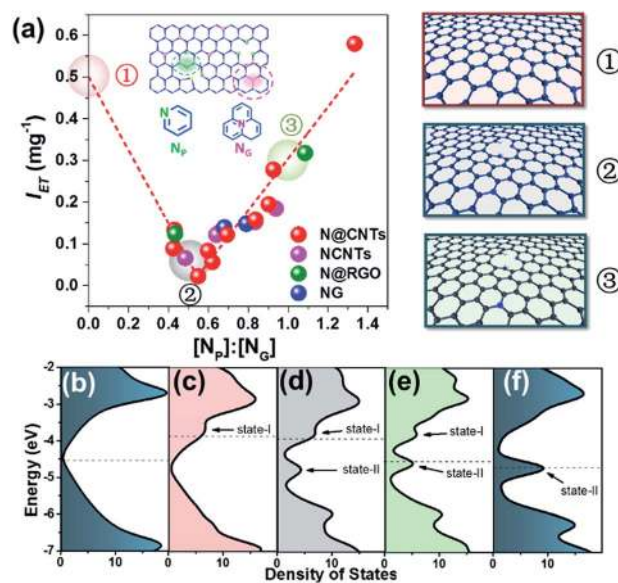 (a)
I_ET (mg⁻¹)
0.6
0.5
0.4
0.3
0.2
0.1
0.0
①
N
N_P
N
N_G
③
②
N@CNTs
NCNTs
N@RGO
NG
0.0 0.2 0.4 0.6 0.8 1.0 1.2 1.4
[N_P]:[N_G]
①
②
③
Energy (eV)
-2
-3
-4
-5
-6
-7
(b)
(c)
state-I
(d)
state-I
state-II
(e)
state-I
state-II
(f)
state-II
0 10 0 10 0 10 0 10 0 10
Density of States